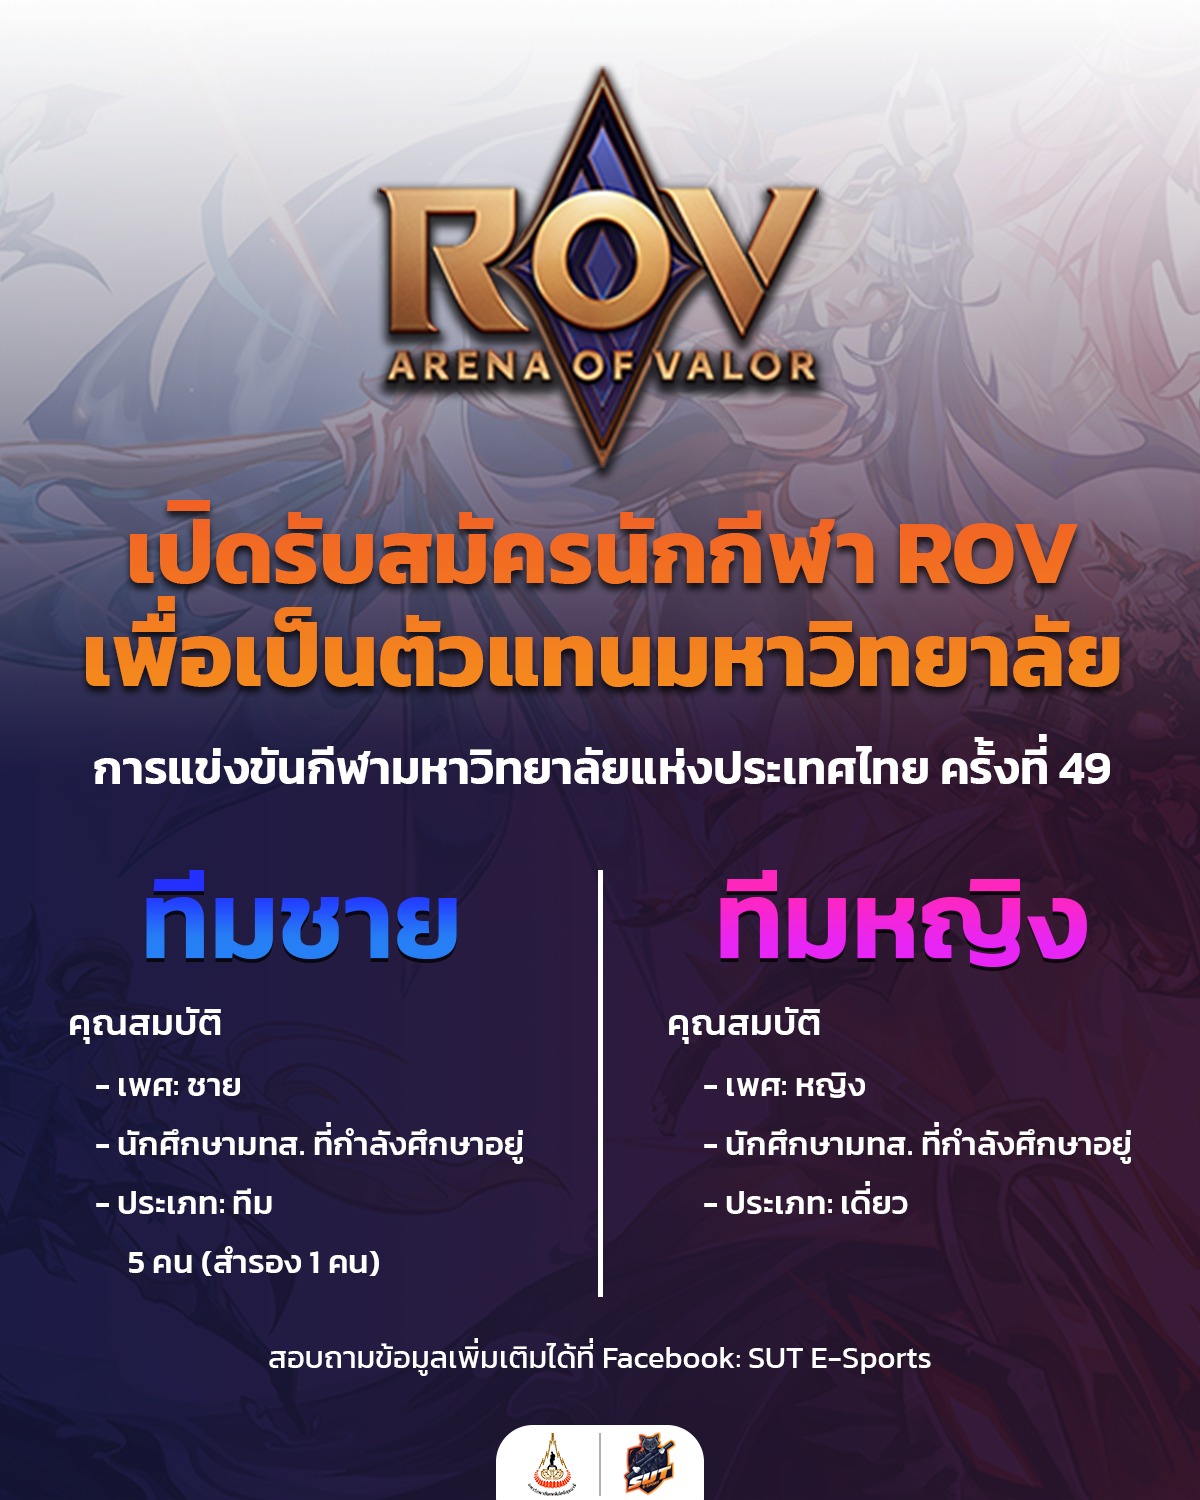 ROV
ARENA OF VALOR
เปิดรับสมัครนักกีฬา ROV
เพื่อเป็นตัวแทนมหาวิทยาลัย
การแข่งขันกีฬามหาวิทยาลัยแห่งประเทศไทย ครั้งที่ 49
ทีมชาย
คุณสมบัติ
- เพศ: ชาย
- นักศึกษามทส. ที่กำลังศึกษาอยู่
- ประเภท: ทีม
5 คน (สำรอง 1 คน)
ทีมหญิง
คุณสมบัติ
- เพศ: หญิง
- นักศึกษามทส. ที่กำลังศึกษาอยู่
- ประเภท: เดี่ยว
สอบถามข้อมูลเพิ่มเติมได้ที่ Facebook: SUT E-Sports
SUT